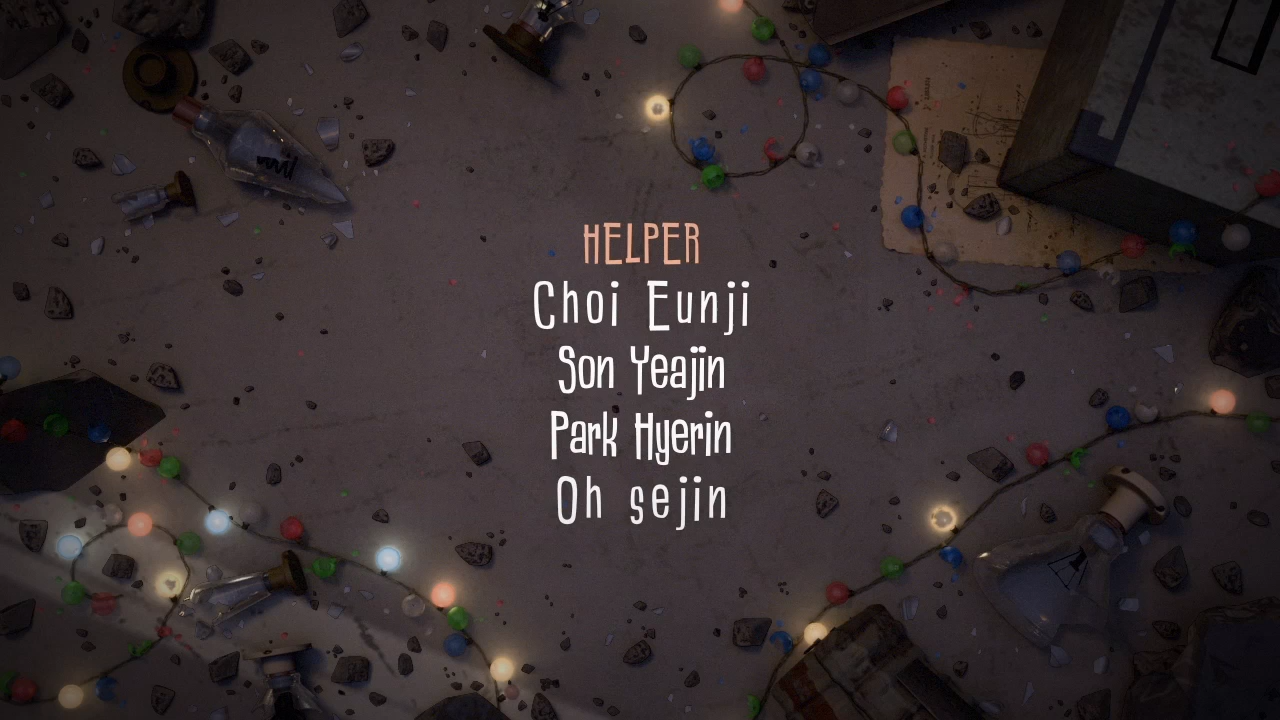 HELPER
Choi Eunji
Son Yeajin
Park Hyerin
Oh sejin